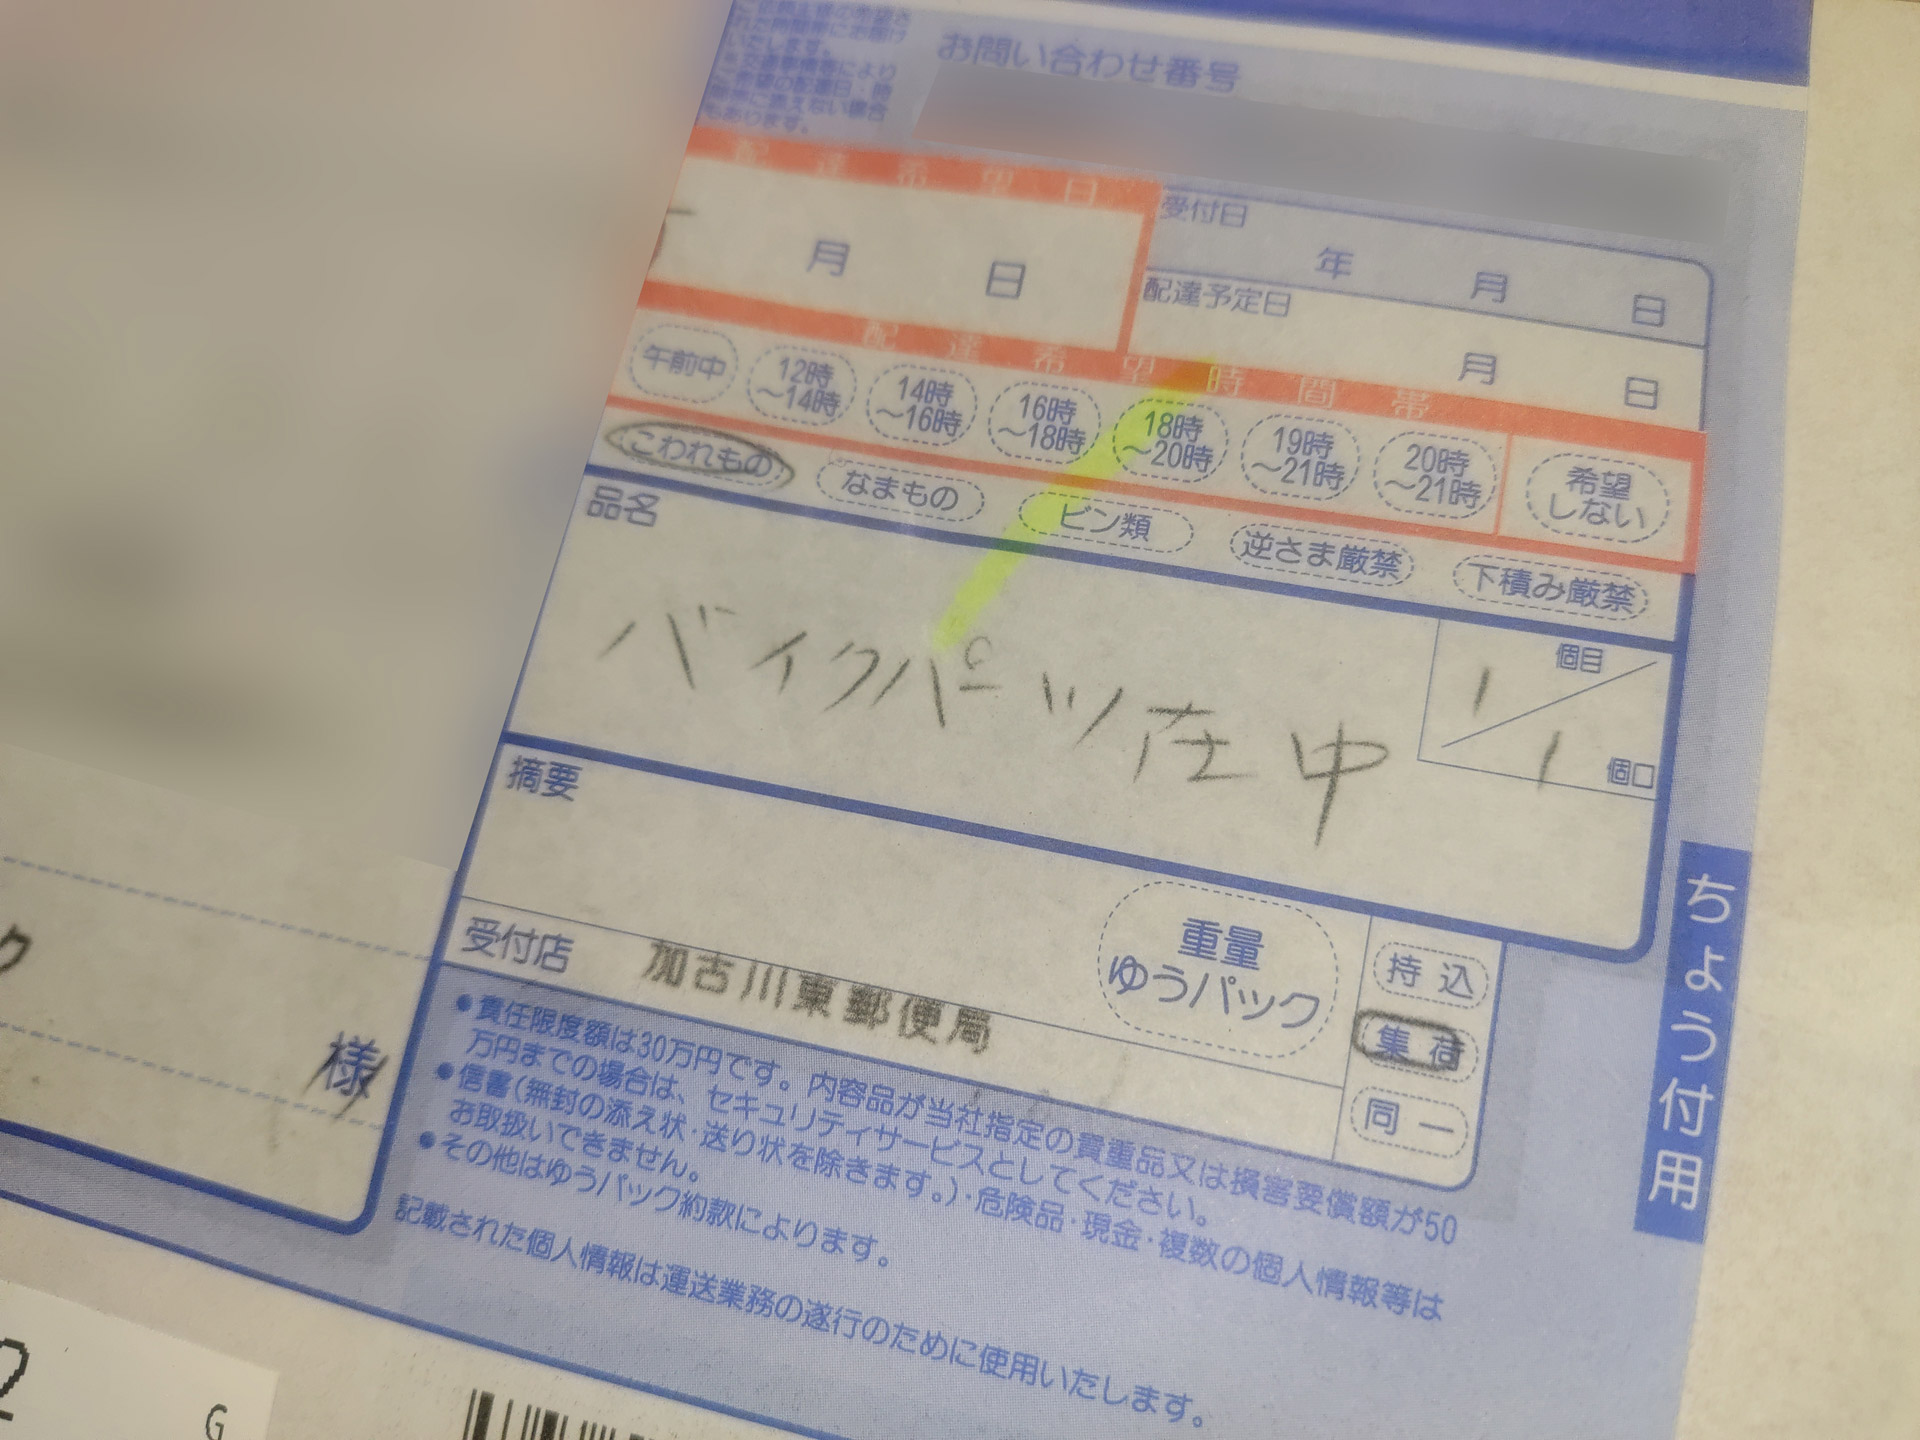 お問い合わせ番号
いたします。
もあります。
配達希望日
月 日
受付日
年 月 日
配達予定日
月 日
配達希望時間帯
午前中
12時
～14時
14時
～16時
16時
～18時
18時
～20時
19時
～21時
20時
～21時
希望
しない
こわれもの
なまもの
ビン類
逆さま厳禁
下積み厳禁
品名
バイクパーツ在中
1 個目
1 個口
摘要
重量
ゆうパック
受付店 加古川東郵便局
持込
集荷
同一
ちょう付用
ク
様
●責任限度額は30万円です。内容品が当社指定の貴重品又は損害要償額が50
万円までの場合は、セキュリティサービスとしてください。
●信書(無封の添え状・送り状を除きます。)・危険品・現金・複数の個人情報等は
お取扱いできません。
●その他はゆうパック約款によります。
記載された個人情報は運送業務の遂行のために使用いたします。
2
G